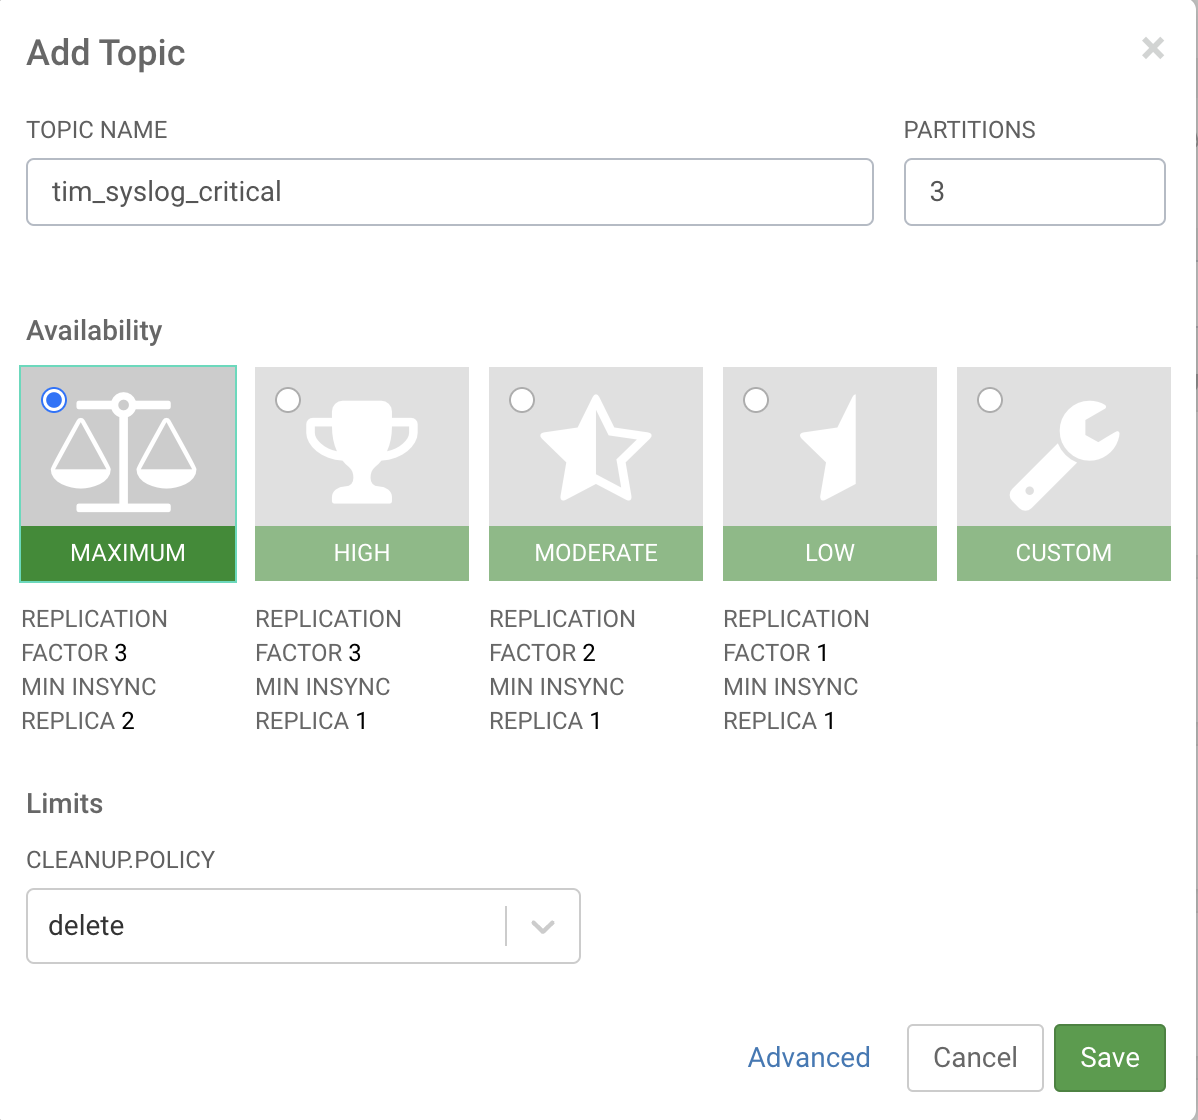 Add Topic
×
TOPIC NAME
PARTITIONS
tim_syslog_critical
3
Availability
MAXIMUM
HIGH
MODERATE
LOW
CUSTOM
REPLICATION
FACTOR 3
MIN INSYNC
REPLICA 2
REPLICATION
FACTOR 3
MIN INSYNC
REPLICA 1
REPLICATION
FACTOR 2
MIN INSYNC
REPLICA 1
REPLICATION
FACTOR 1
MIN INSYNC
REPLICA 1
Limits
CLEANUP.POLICY
delete
Advanced
Cancel
Save